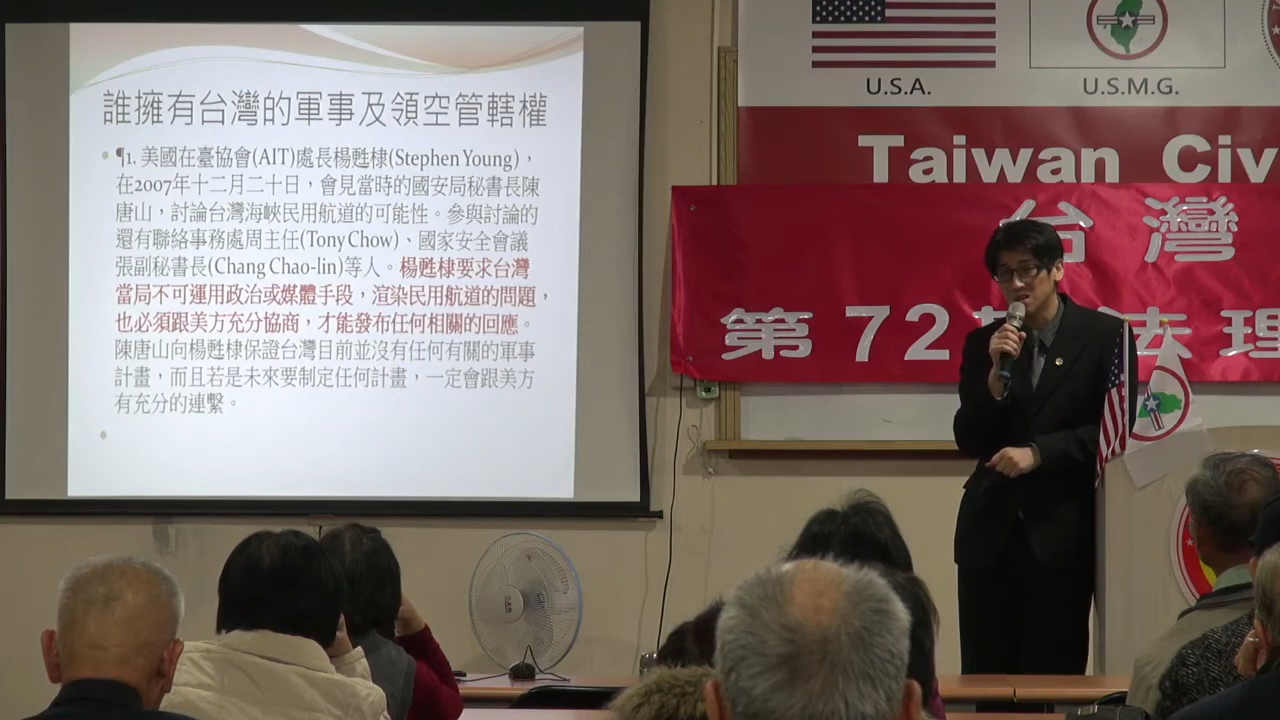 誰擁有台灣的軍事及領空管轄權
¶1. 美國在臺協會(AIT)處長楊甦棣(Stephen Young)，
在2007年十二月二十日，會見當時的國安局秘書長陳
唐山，討論台灣海峽民用航道的可能性。參與討論的
還有聯絡事務處周主任(Tony Chow)、國家安全會議
張副秘書長(Chang Chao-lin)等人。楊甦棣要求台灣
當局不可運用政治或媒體手段，渲染民用航道的問題，
也必須跟美方充分協商，才能發布任何相關的回應。
陳唐山向楊甦棣保證台灣目前並沒有任何有關的軍事
計畫，而且若是未來要制定任何計畫，一定會跟美方
有充分的連繫。
U.S.A.
U.S.M.G.
Taiwan Civ
台灣
第72期法理